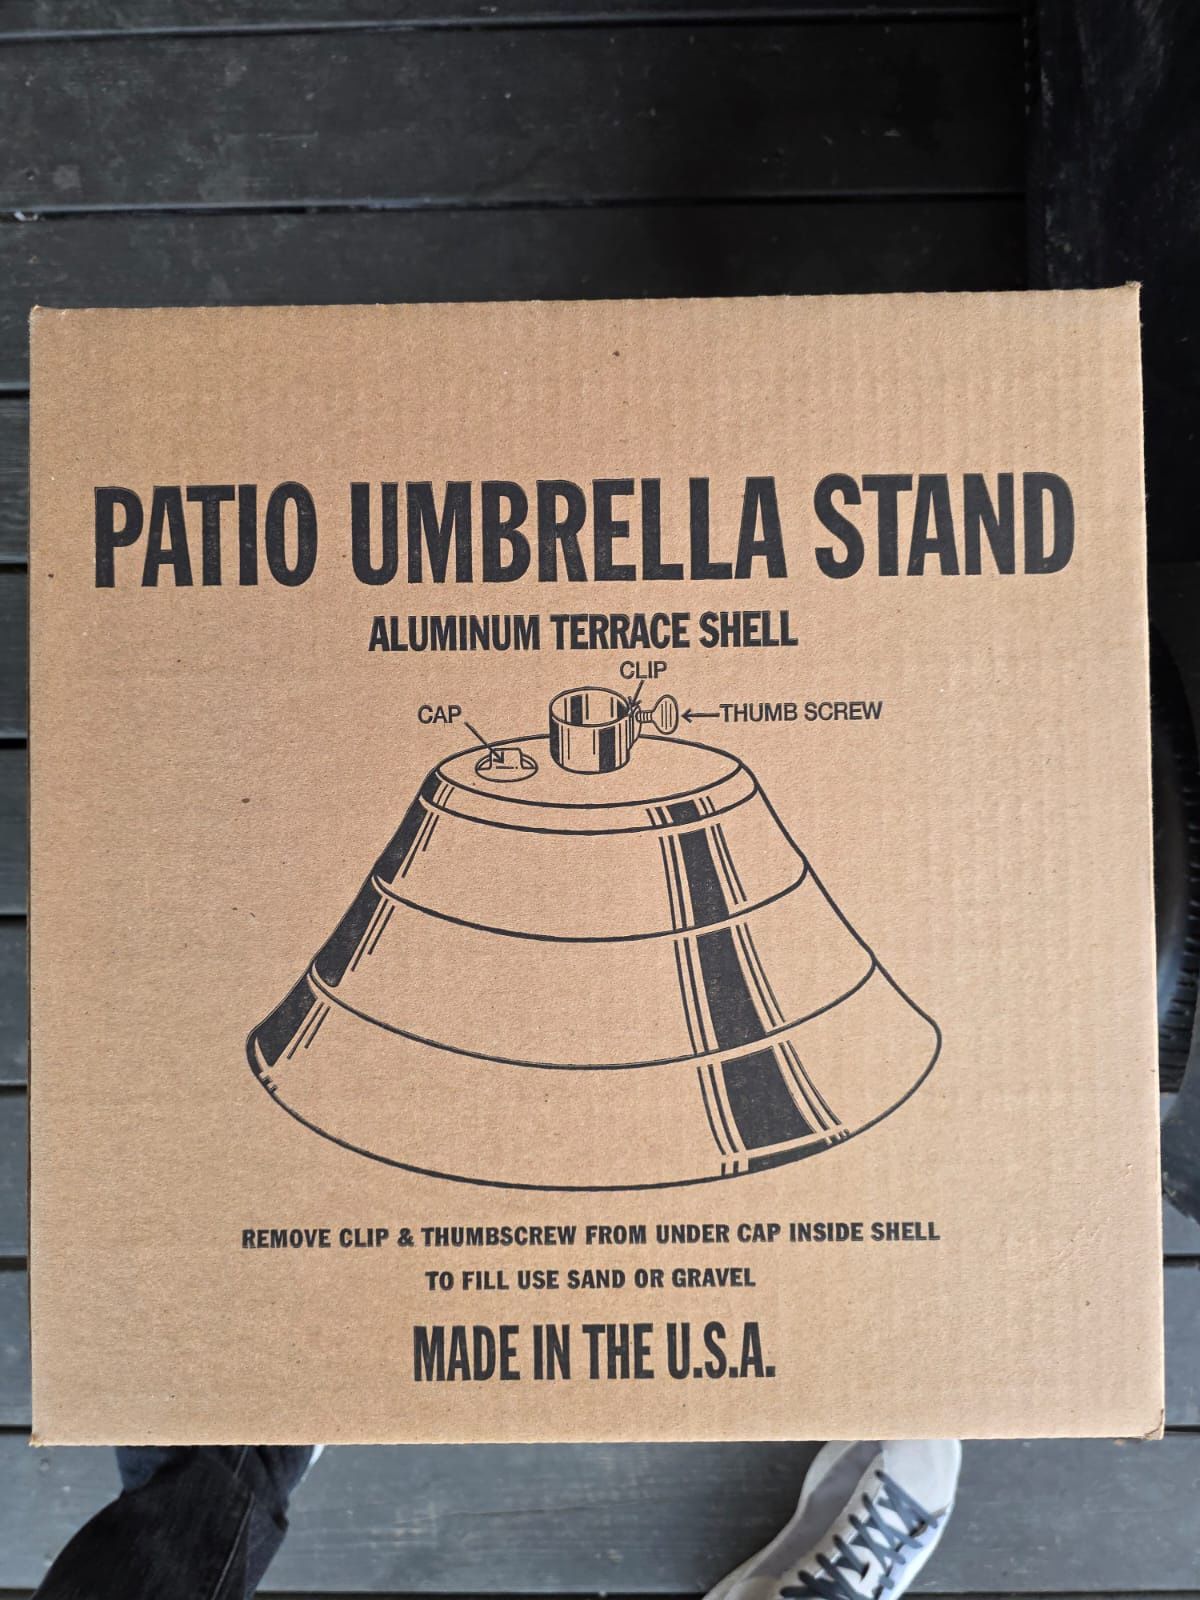 PATIO UMBRELLA STAND
ALUMINUM TERRACE SHELL
CLIP
CAP
THUMB SCREW
REMOVE CLIP & THUMBSCREW FROM UNDER CAP INSIDE SHELL
TO FILL USE SAND OR GRAVEL
MADE IN THE U.S.A.